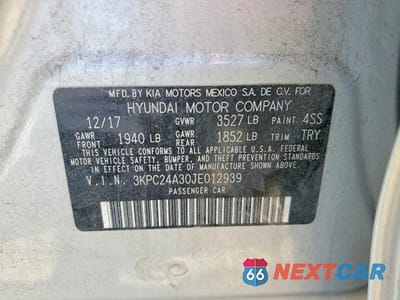 MFD. BY KIA MOTORS MEXICO S.A. DE C.V. FOR
HYUNDAI MOTOR COMPANY
12/17 GVWR 3527 LB PAINT 4SS
GAWR FRONT 1940 LB GAWR REAR 1852 LB TRIM TRY
THIS VEHICLE CONFORMS TO ALL APPLICABLE U.S. FEDERAL
MOTOR VEHICLE SAFETY, BUMPER, AND THEFT PREVENTION STANDARDS
IN EFFECT ON THE DATE OF MANUFACTURE SHOWN ABOVE.
V.I.N. 3KPC24A30JE012939
PASSENGER CAR
66 NEXTCAR